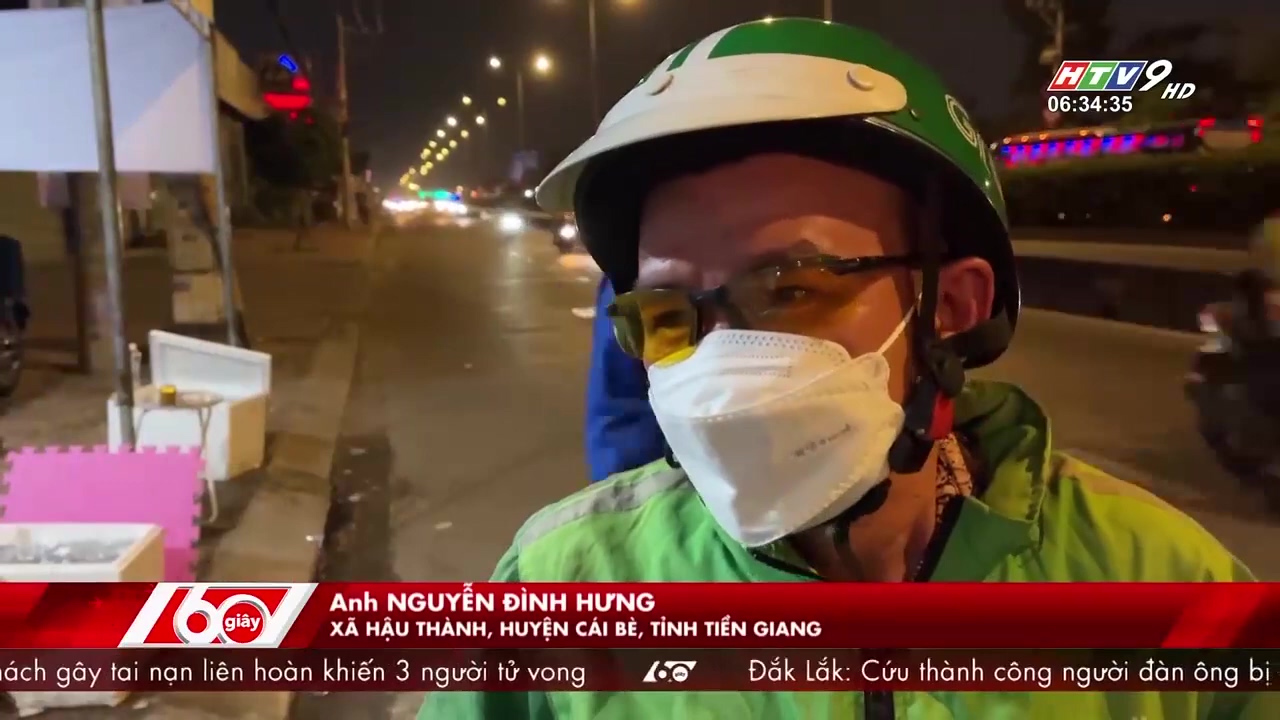 HTV9 HD
06:34:35
60 giây
Anh NGUYỄN ĐÌNH HƯNG
XÃ HẬU THÀNH, HUYỆN CÁI BÈ, TỈNH TIỀN GIANG
hách gây tai nạn liên hoàn khiến 3 người tử vong 60 giây Đắk Lắk: Cứu thành công người đàn ông bị